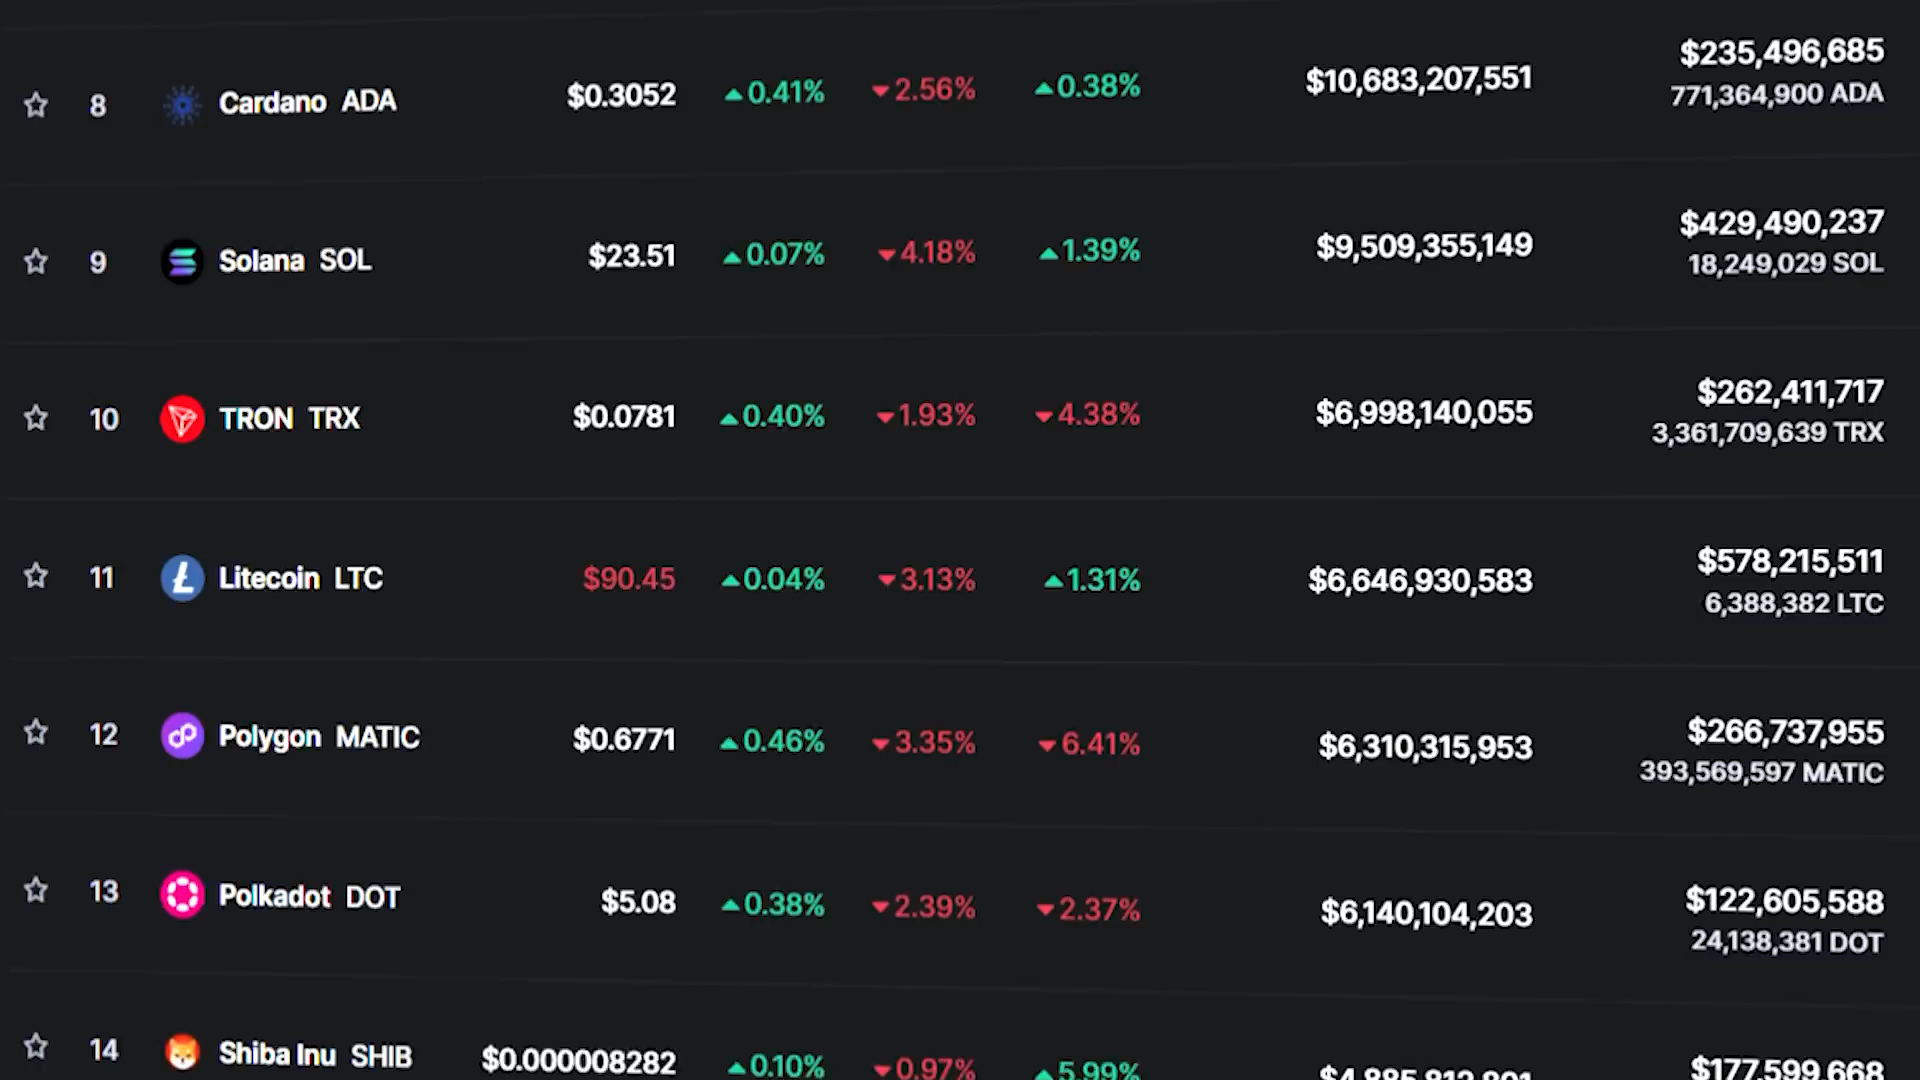 8 Cardano ADA $0.3052 0.41% 2.56% 0.38% $10,683,207,551 $235,496,685
771,364,900 ADA
9 Solana SOL $23.51 0.07% 4.18% 1.39% $9,509,355,149 $429,490,237
18,249,029 SOL
10 TRON TRX $0.0781 0.40% 1.93% 4.38% $6,998,140,055 $262,411,717
3,361,709,639 TRX
11 Litecoin LTC $90.45 0.04% 3.13% 1.31% $6,646,930,583 $578,215,511
6,388,382 LTC
12 Polygon MATIC $0.6771 0.46% 3.35% 6.41% $6,310,315,953 $266,737,955
393,569,597 MATIC
13 Polkadot DOT $5.08 0.38% 2.39% 2.37% $6,140,104,203 $122,605,588
24,138,381 DOT
14 Shiba Inu SHIB $0.000008282 0.10% 0.97% 5.99% $177,599,668